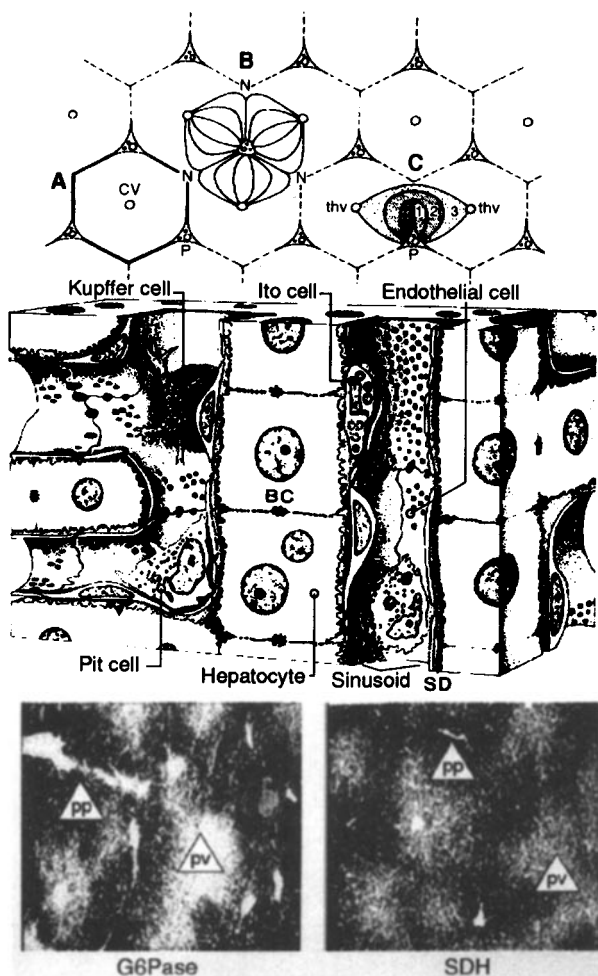 B
N
A
CV
N
N
C
thv
1
2
3
thv
P
P
Kupffer cell
Ito cell
Endothelial cell
BC
Pit cell
Hepatocyte
Sinusoid
SD
pp
pv
pp
pv
G6Pase
SDH